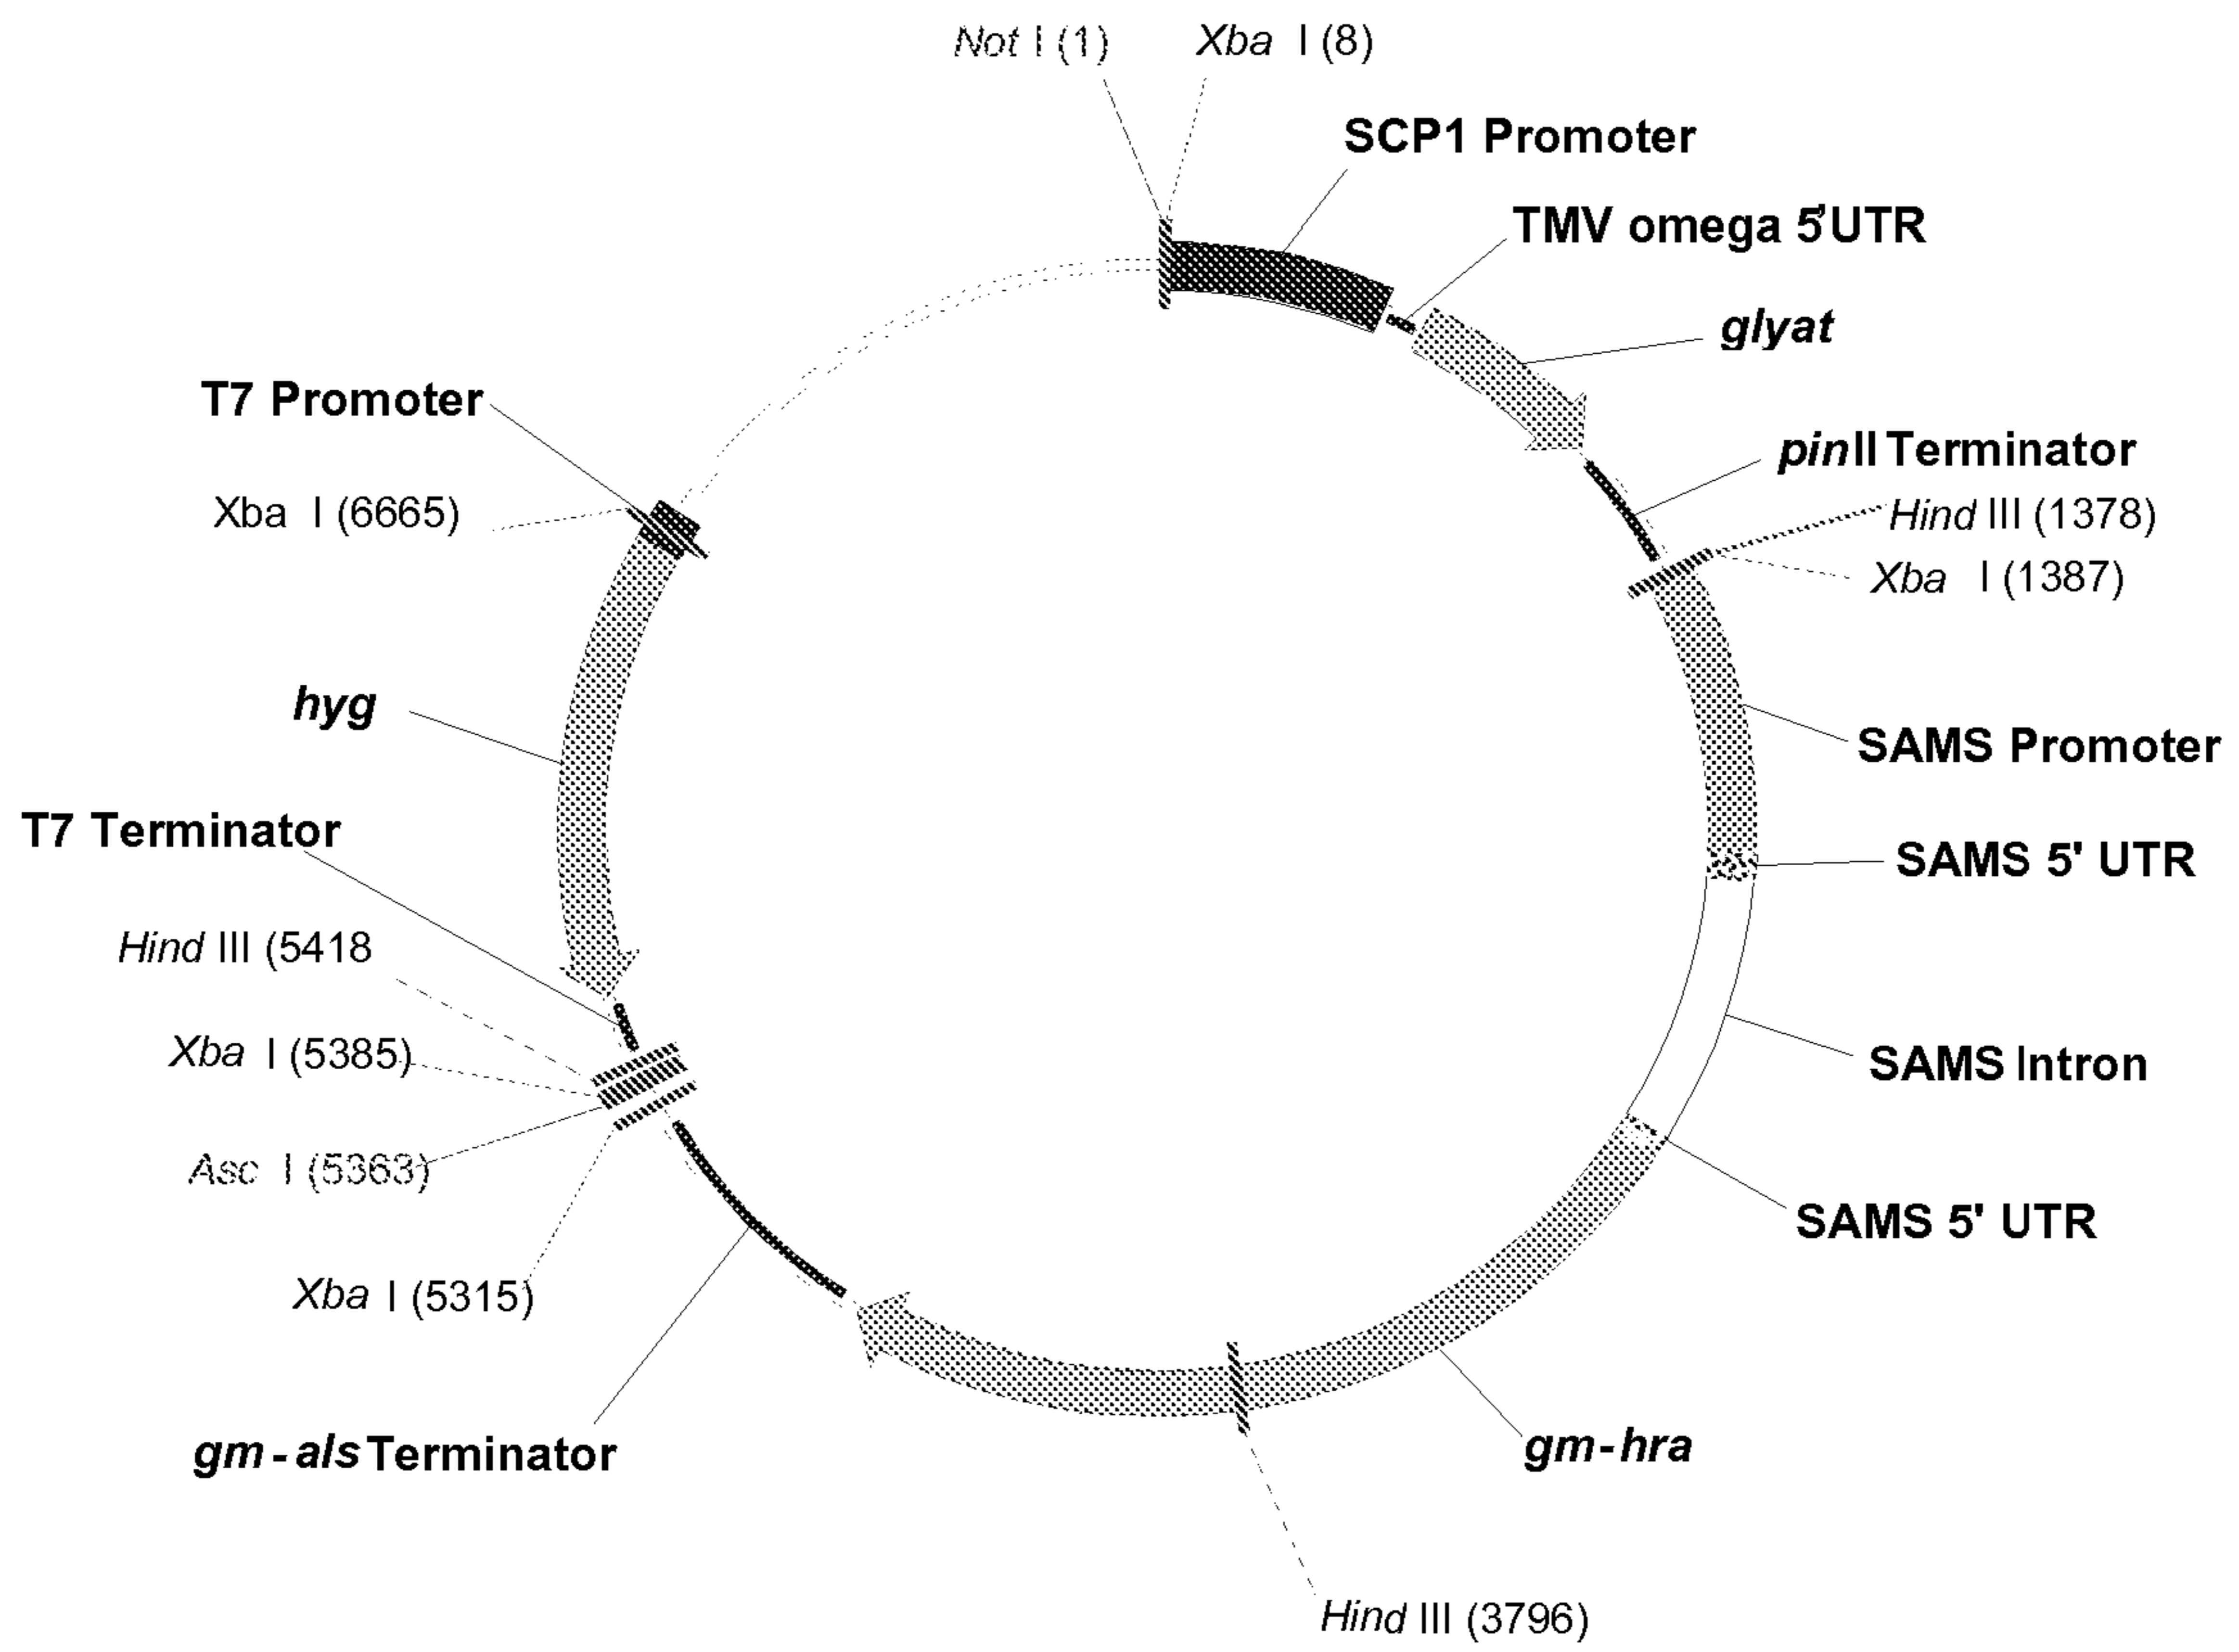 Not I (1)
Xba I (8)
SCP1 Promoter
TMV omega 5'UTR
glyat
pinII Terminator
Hind III (1378)
Xba I (1387)
SAMS Promoter
SAMS 5' UTR
SAMS Intron
SAMS 5' UTR
gm-hra
Hind III (3796)
gm-als Terminator
Xba I (5315)
Asc I (5363)
Xba I (5385)
Hind III (5418
T7 Terminator
hyg
Xba I (6665)
T7 Promoter